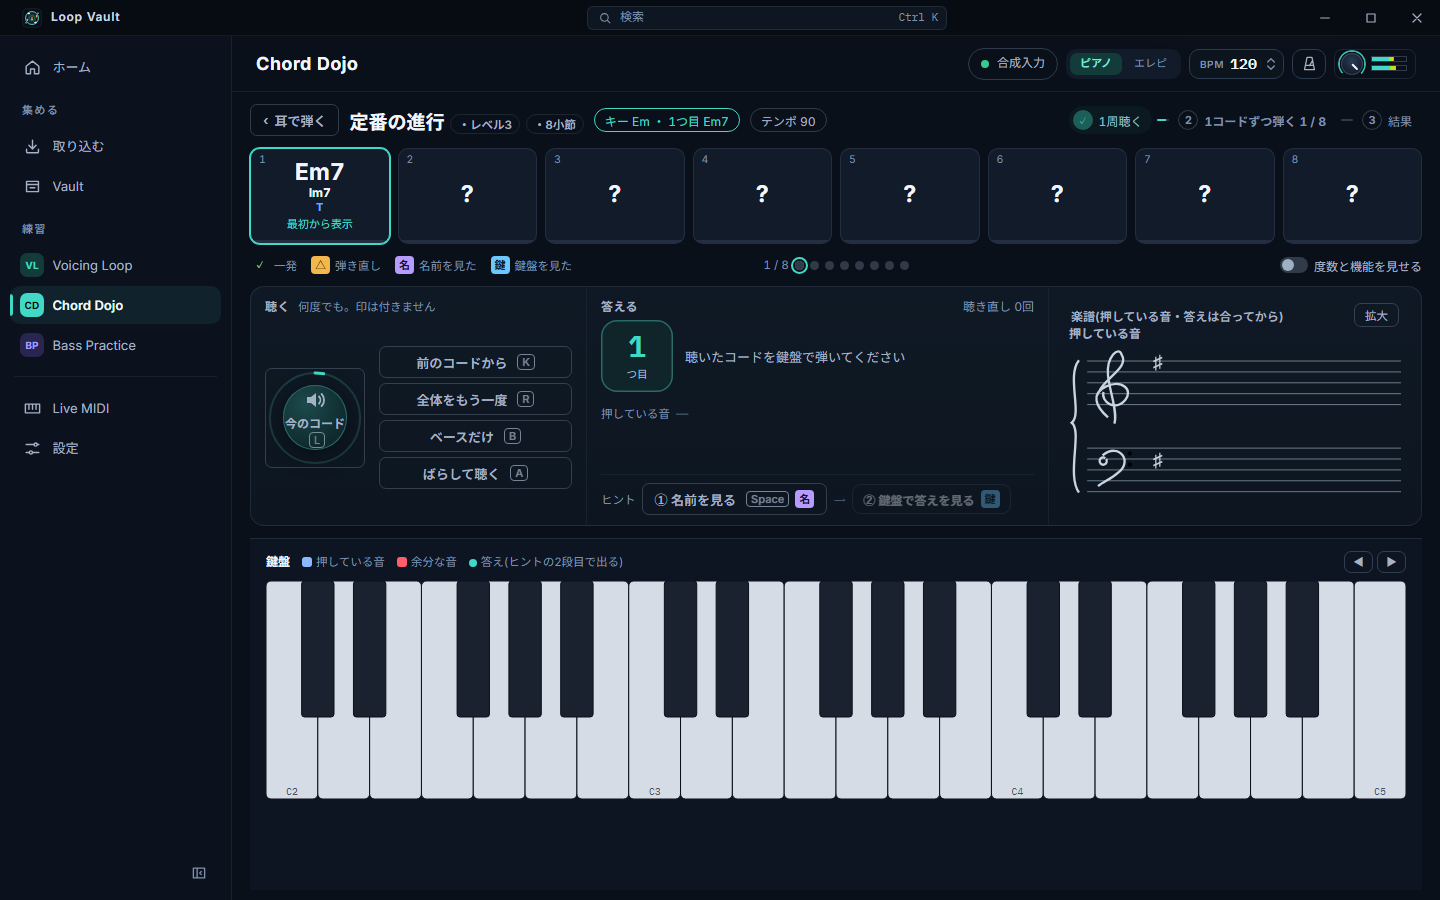 Loop Vault
検索 Ctrl K
ホーム
集める
取り込む
Vault
練習
VL Voicing Loop
CD Chord Dojo
BP Bass Practice
Live MIDI
設定
Chord Dojo
合成入力
ピアノ エレピ
BPM 120
‹ 耳で弾く
定番の進行 ・レベル3 ・8小節
キー Em ・ 1つ目 Em7
テンポ 90
✓ 1周聴く
2 1コードずつ弾く 1 / 8
3 結果
1 Em7
Im7
T
最初から表示
2 ?
3 ?
4 ?
5 ?
6 ?
7 ?
8 ?
✓ 一発 △ 弾き直し 名 名前を見た 鍵 鍵盤を見た
1 / 8
度数と機能を見せる
聴く 何度でも。印は付きません
今のコード
L
前のコードから K
全体をもう一度 R
ベースだけ B
ばらして聴く A
答える 聴き直し 0回
1
つ目
聴いたコードを鍵盤で弾いてください
押している音 —
ヒント ① 名前を見る Space 名 → ② 鍵盤で答えを見る 鍵
楽譜(押している音・答えは合ってから)
押している音
拡大
鍵盤 押している音 余分な音 答え(ヒントの2段目で出る)
◀ ▶
C2 C3 C4 C5